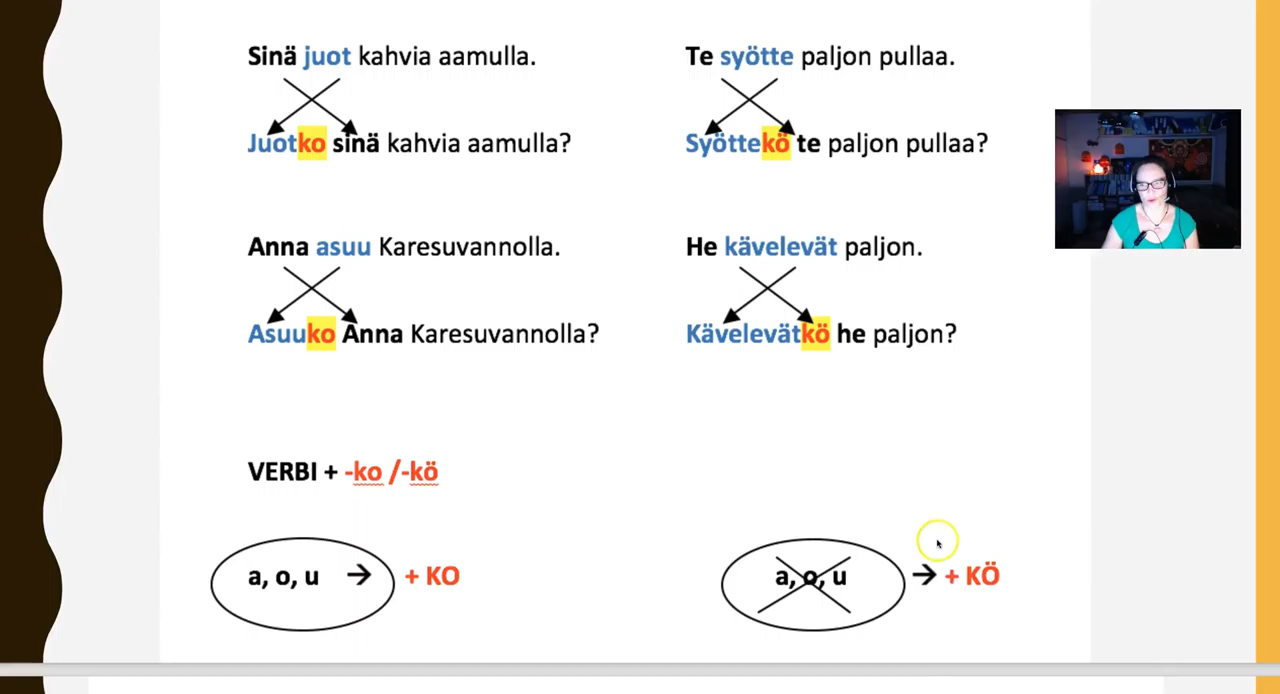 Sinä juot kahvia aamulla.
Juotko sinä kahvia aamulla?
Te syötte paljon pullaa.
Syöttekö te paljon pullaa?
Anna asuu Karesuvannolla.
Asuuko Anna Karesuvannolla?
He kävelevät paljon.
Kävelevätkö he paljon?
VERBI + -ko /-kö
a, o, u → + KO
a, o, u → + KÖ